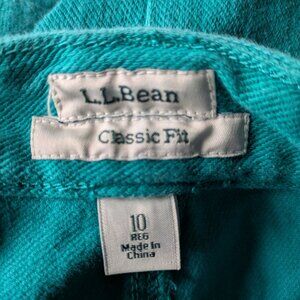 L.L.Bean
Classic Fit
10
REG
Made In
China